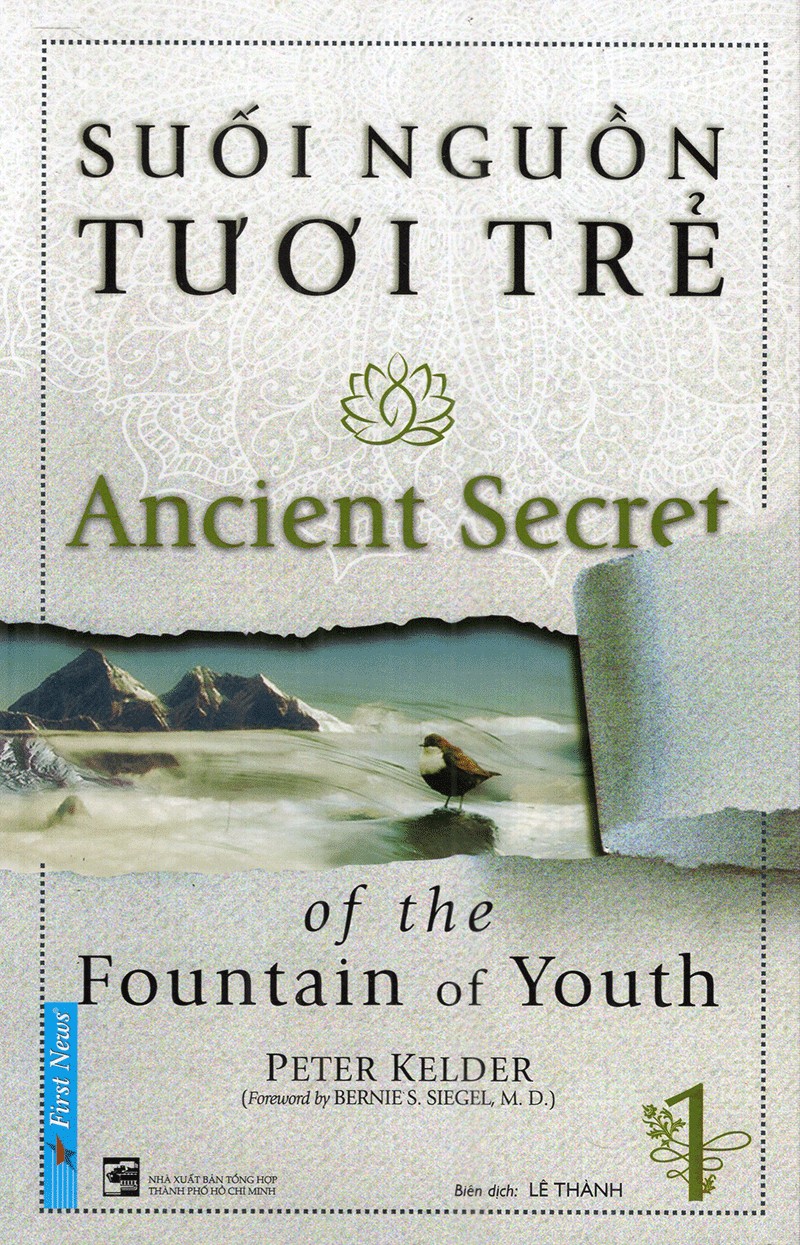 SUỐI NGUỒN
TƯƠI TRẺ
Ancient Secret
of the
Fountain of Youth
PETER KELDER
(Foreword by BERNIE S. SIEGEL, M. D.)
First News®
NHÀ XUẤT BẢN TỔNG HỢP
THÀNH PHỐ HỒ CHÍ MINH
Biên dịch: LÊ THÀNH
1